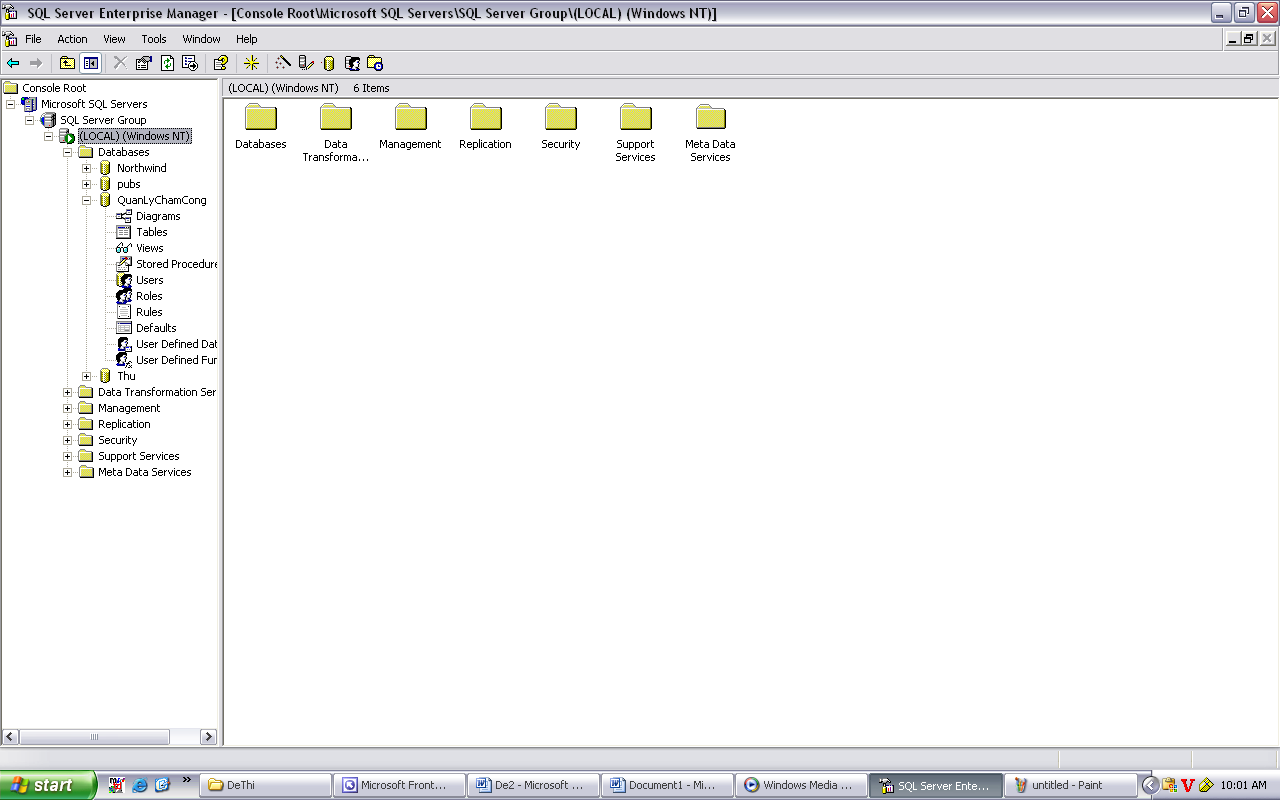 SQL Server Enterprise Manager - [Console Root\Microsoft SQL Servers\SQL Server Group\(LOCAL) (Windows NT)]
File Action View Tools Window Help
Console Root
Microsoft SQL Servers
SQL Server Group
(LOCAL) (Windows NT)
Databases
Northwind
pubs
QuanLyChamCong
Diagrams
Tables
Views
Stored Procedure
Users
Roles
Rules
Defaults
User Defined Dat
User Defined Fun
Thu
Data Transformation Ser
Management
Replication
Security
Support Services
Meta Data Services
(LOCAL) (Windows NT) 6 Items
Databases
Data
Transforma...
Management
Replication
Security
Support
Services
Meta Data
Services
start
DeThi
Microsoft Front...
De2 - Microsoft ...
Document1 - Mi...
Windows Media ...
SQL Server Ente...
untitled - Paint
10:01 AM